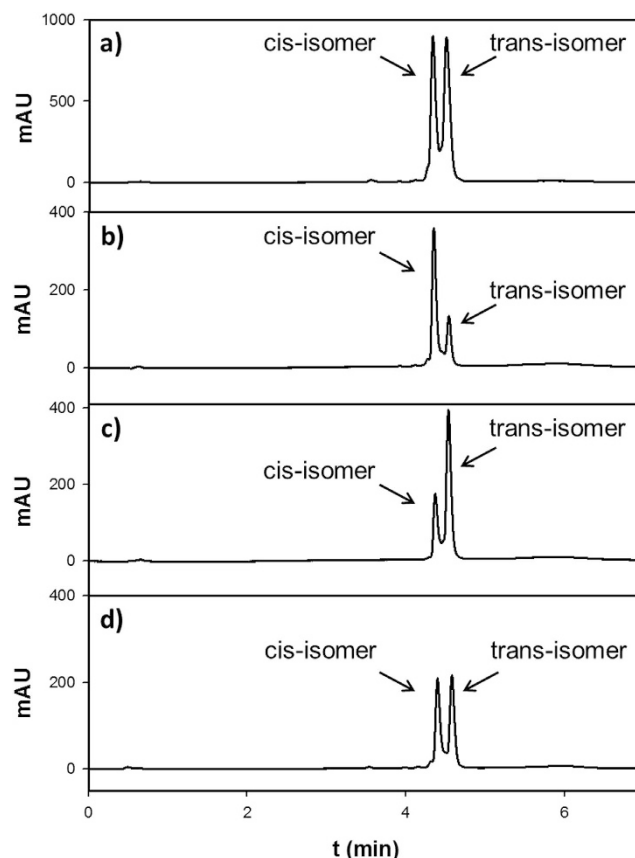 a)
cis-isomer
trans-isomer
1000
500
0
mAU
b)
cis-isomer
trans-isomer
400
200
0
mAU
c)
cis-isomer
trans-isomer
400
200
0
mAU
d)
cis-isomer
trans-isomer
400
200
0
mAU
0 2 4 6
t (min)